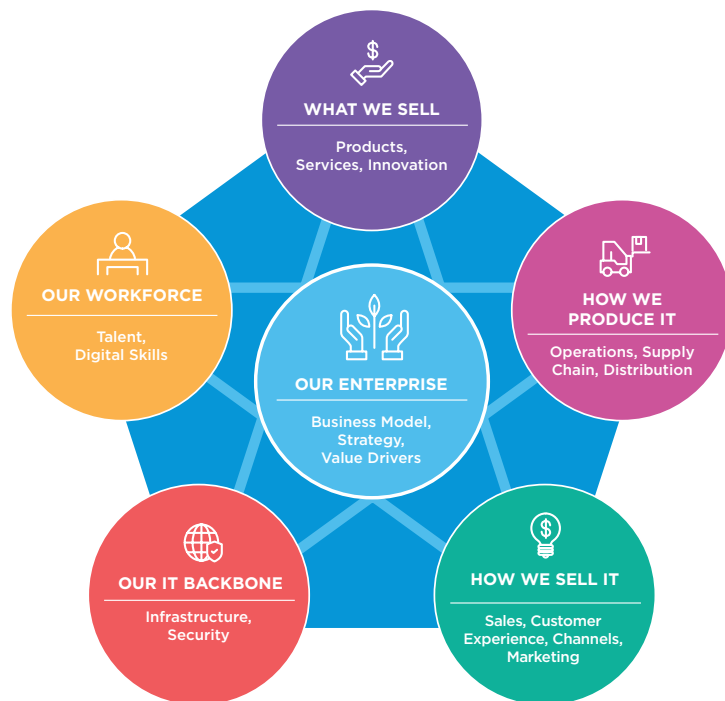 $
WHAT WE SELL
Products,
Services, Innovation
OUR WORKFORCE
Talent,
Digital Skills
HOW WE
PRODUCE IT
Operations, Supply
Chain, Distribution
OUR ENTERPRISE
Business Model,
Strategy,
Value Drivers
OUR IT BACKBONE
Infrastructure,
Security
$
HOW WE SELL IT
Sales, Customer
Experience, Channels,
Marketing